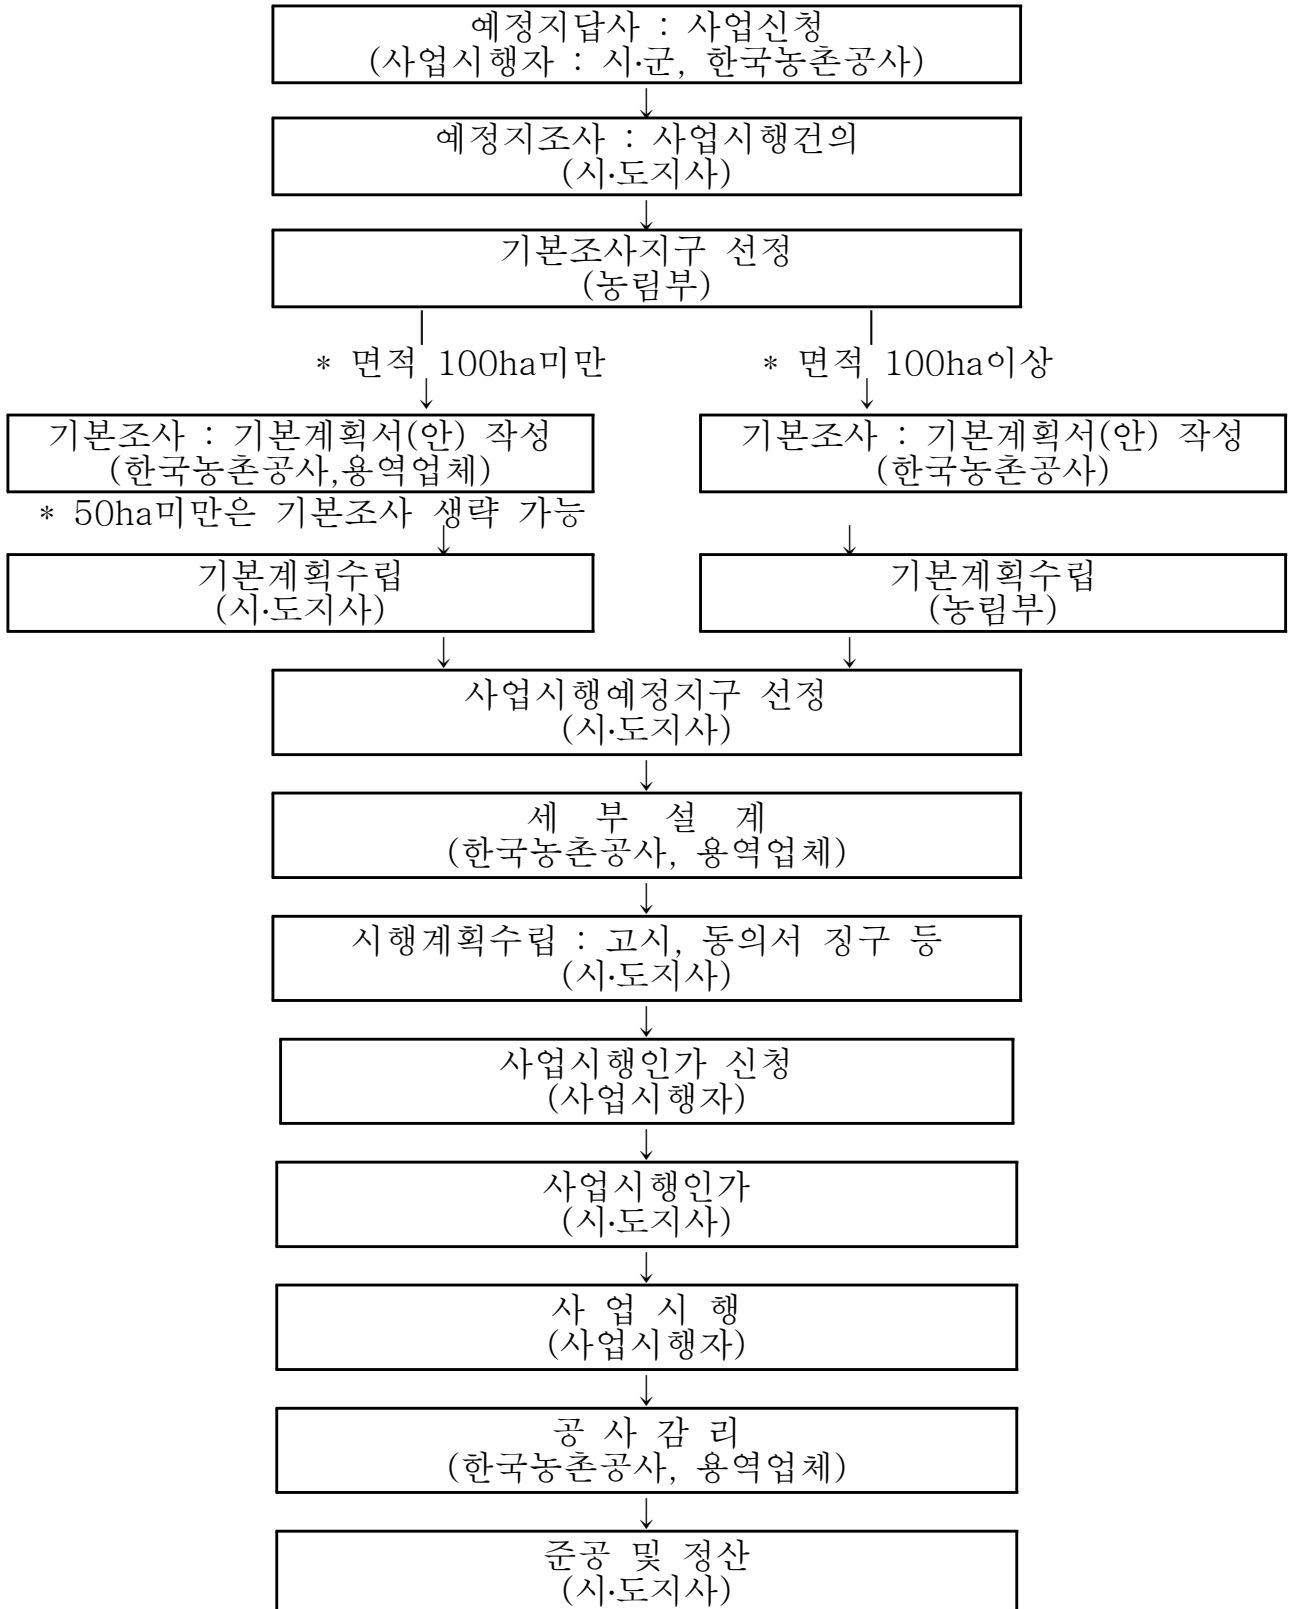 예정지답사 : 사업신청
(사업시행자 : 시·군, 한국농촌공사)
↓
예정지조사 : 사업시행건의
(시·도지사)
↓
기본조사지구 선정
(농림부)
* 면적 100ha미만
* 면적 100ha이상
↓
↓
기본조사 : 기본계획서(안) 작성
(한국농촌공사,용역업체)
기본조사 : 기본계획서(안) 작성
(한국농촌공사)
* 50ha미만은 기본조사 생략 가능
↓
↓
기본계획수립
(시·도지사)
기본계획수립
(농림부)
↓
↓
사업시행예정지구 선정
(시·도지사)
↓
세 부 설 계
(한국농촌공사, 용역업체)
↓
시행계획수립 : 고시, 동의서 징구 등
(시·도지사)
↓
사업시행인가 신청
(사업시행자)
↓
사업시행인가
(시·도지사)
↓
사 업 시 행
(사업시행자)
↓
공 사 감 리
(한국농촌공사, 용역업체)
↓
준공 및 정산
(시·도지사)